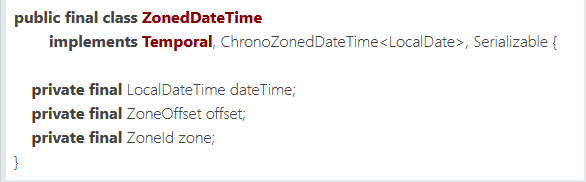 public final class ZonedDateTime
implements Temporal, ChronoZonedDateTime<LocalDate>, Serializable {
private final LocalDateTime dateTime;
private final ZoneOffset offset;
private final ZoneId zone;
}